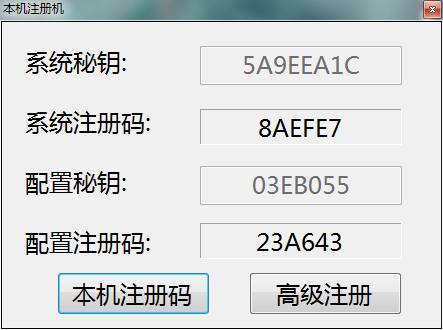 本机注册机
系统秘钥: 5A9EEA1C
系统注册码: 8AEFE7
配置秘钥: 03EB055
配置注册码: 23A643
本机注册码 高级注册